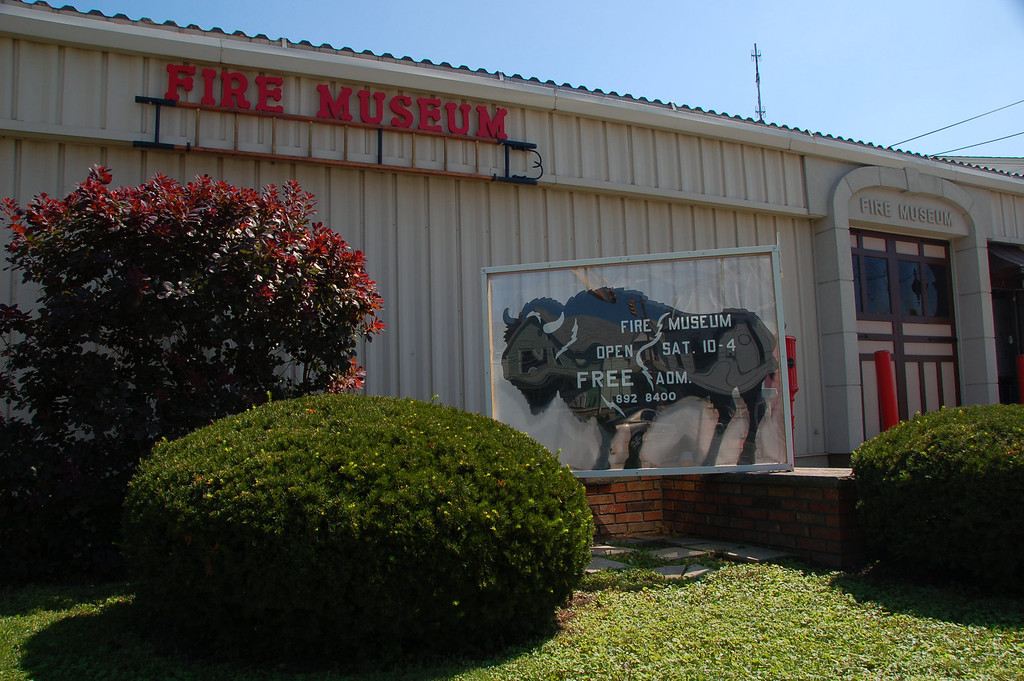 FIRE MUSEUM
FIRE MUSEUM
FIRE MUSEUM
OPEN SAT. 10-4
FREE ADM.
892 8400